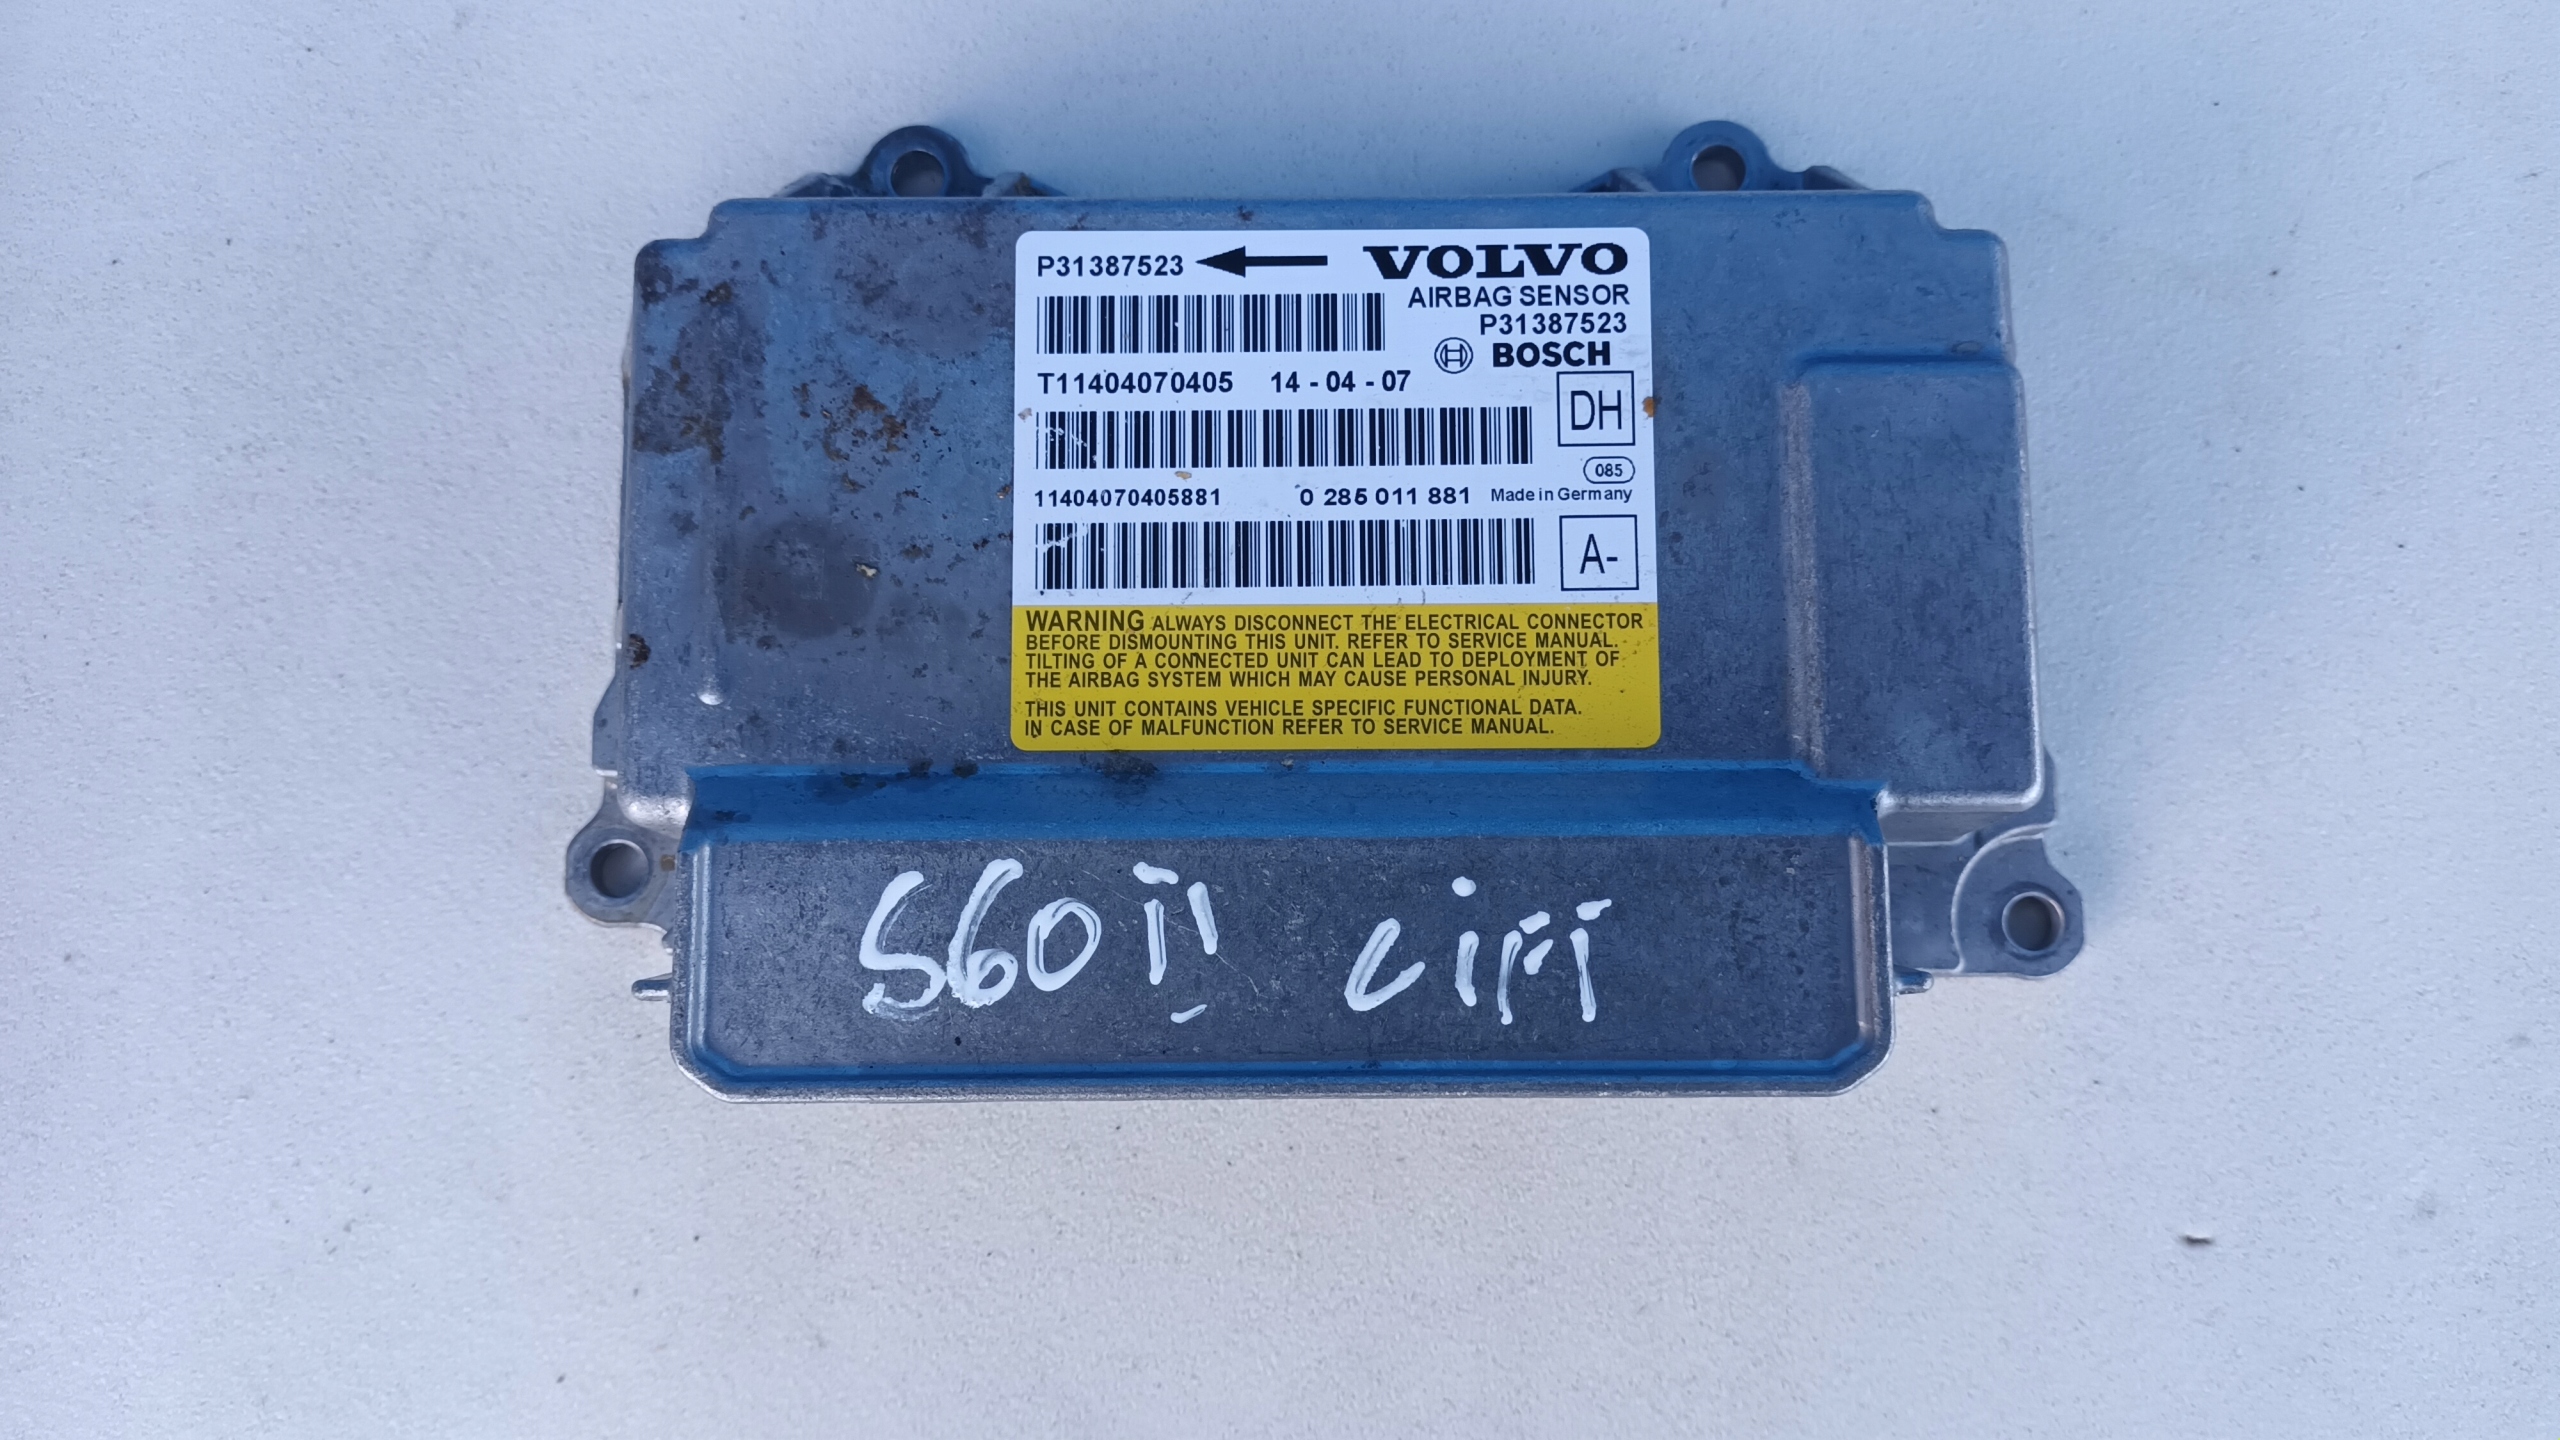 P31387523 VOLVO
AIRBAG SENSOR
P31387523
BOSCH
T11404070405 14 - 04 - 07
DH
085
11404070405881 0 285 011 881 Made in Germany
A-
WARNING ALWAYS DISCONNECT THE ELECTRICAL CONNECTOR
BEFORE DISMOUNTING THIS UNIT. REFER TO SERVICE MANUAL.
TILTING OF A CONNECTED UNIT CAN LEAD TO DEPLOYMENT OF
THE AIRBAG SYSTEM WHICH MAY CAUSE PERSONAL INJURY.
THIS UNIT CONTAINS VEHICLE SPECIFIC FUNCTIONAL DATA.
IN CASE OF MALFUNCTION REFER TO SERVICE MANUAL.
S60 II LIFT